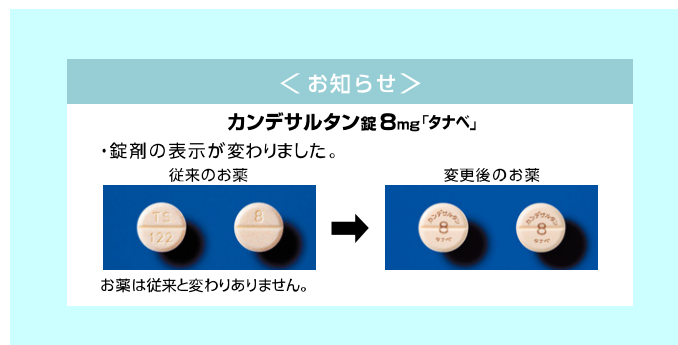 ＜お知らせ＞
カンデサルタン錠8mg「タナベ」
・錠剤の表示が変わりました。
従来のお薬
変更後のお薬
TS
122
8
カンデサルタン
8
タナベ
カンデサルタン
8
タナベ
お薬は従来と変わりありません。